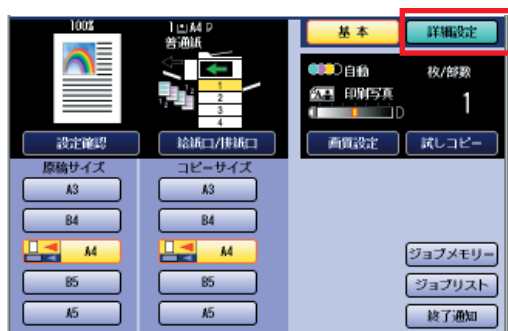 100%
1 A4
普通紙
1
2
3
4
設定確認
給紙口/排紙口
基本
詳細設定
自動
枚/部数
印刷写真
1
D
画質設定
試しコピー
原稿サイズ
コピーサイズ
A3
A3
B4
B4
A4
A4
B5
B5
A5
A5
ジョブメモリー
ジョブリスト
終了通知